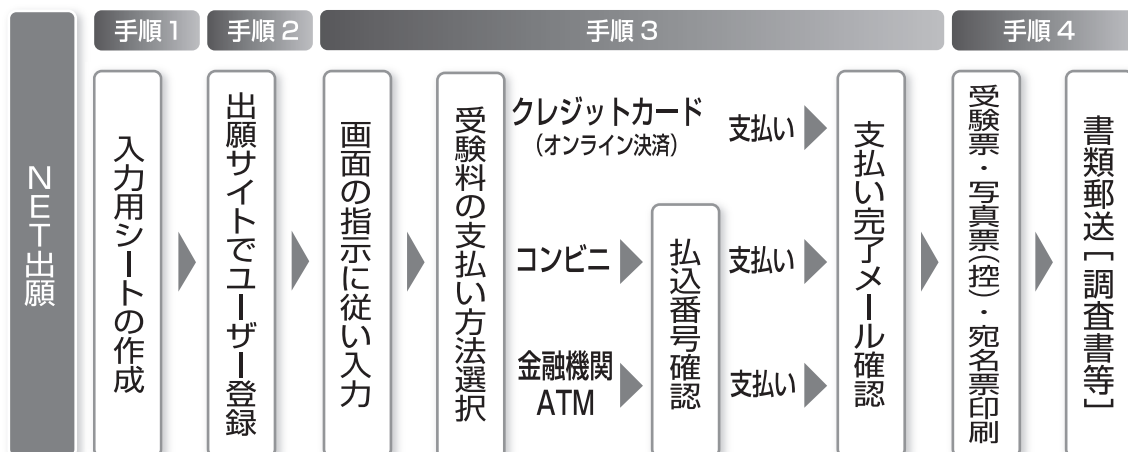 NET出願
手順1
手順2
手順3
手順4
入力用シートの作成
出願サイトでユーザー登録
画面の指示に従い入力
受験料の支払い方法選択
クレジットカード
(オンライン決済)
支払い
コンビニ
金融機関
ATM
払込番号確認
支払い
支払い
支払い完了メール確認
受験票・写真票(控)・宛名票印刷
書類郵送[調査書等]